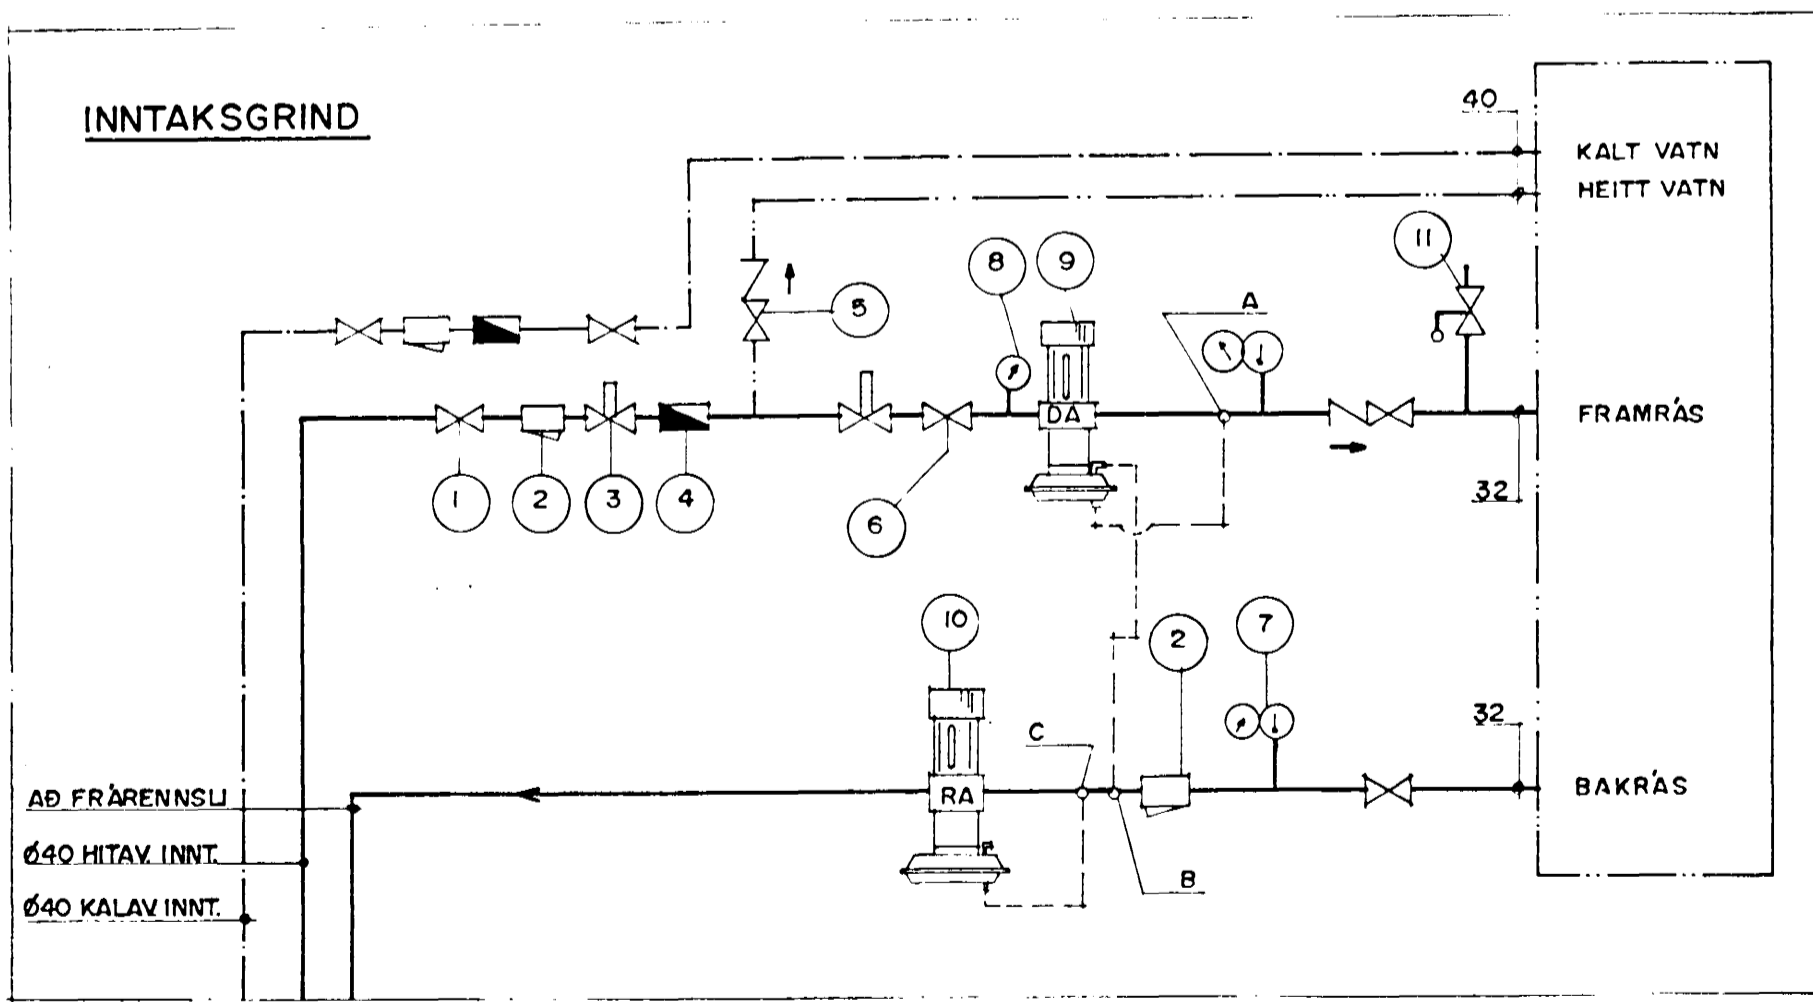 INNTAKSGRIND
40
KALT VATN
HEITT VATN
11
8
9
5
A
DA
FRAMRÁS
1
2
3
4
6
32
10
2
7
C
32
RA
BAKRÁS
AÐ FRÁRENNSLI
Ø40 HITAV. INNT.
B
Ø40 KALAV. INNT.